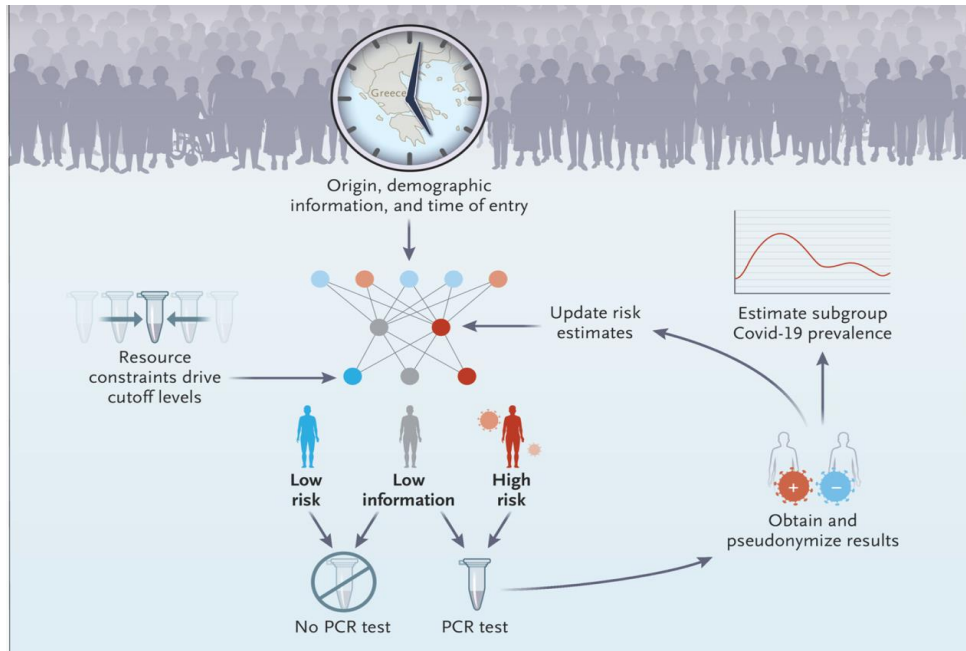 Greece
Origin, demographic
information, and time of entry
Resource
constraints drive
cutoff levels
Update risk
estimates
Estimate subgroup
Covid-19 prevalence
Low
risk
Low
information
High
risk
+
−
Obtain and
pseudonymize results
No PCR test
PCR test